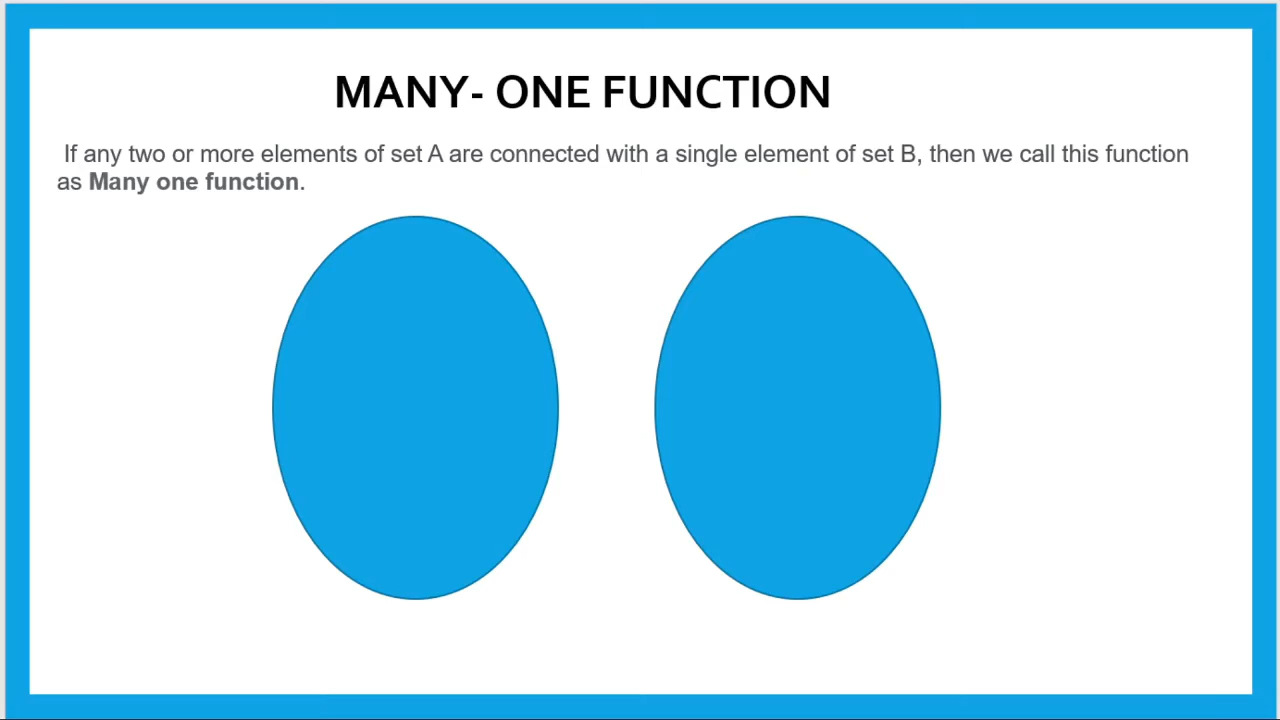 MANY- ONE FUNCTION
If any two or more elements of set A are connected with a single element of set B, then we call this function
as Many one function.